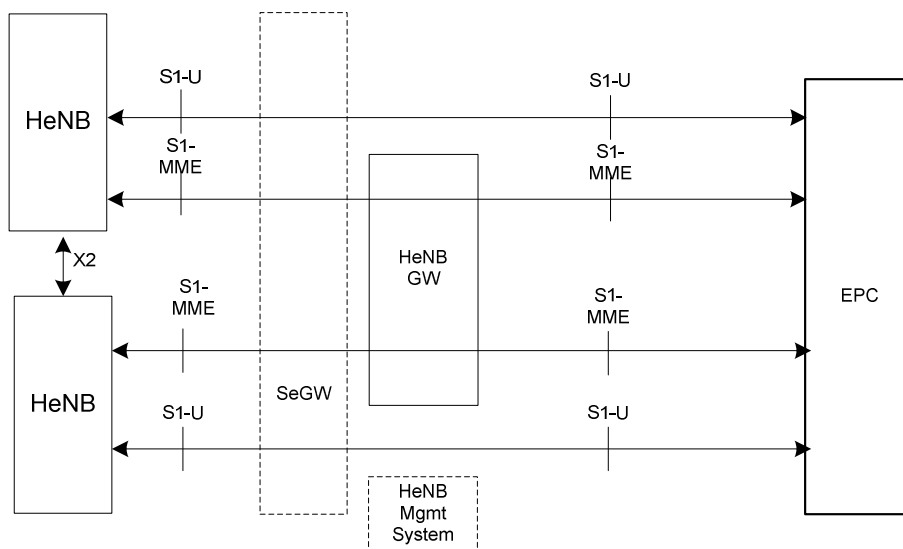 S1-U
S1-U
HeNB
S1-
MME
S1-
MME
HeNB
GW
X2
EPC
S1-
MME
S1-
MME
HeNB
SeGW
S1-U
S1-U
HeNB
Mgmt
System